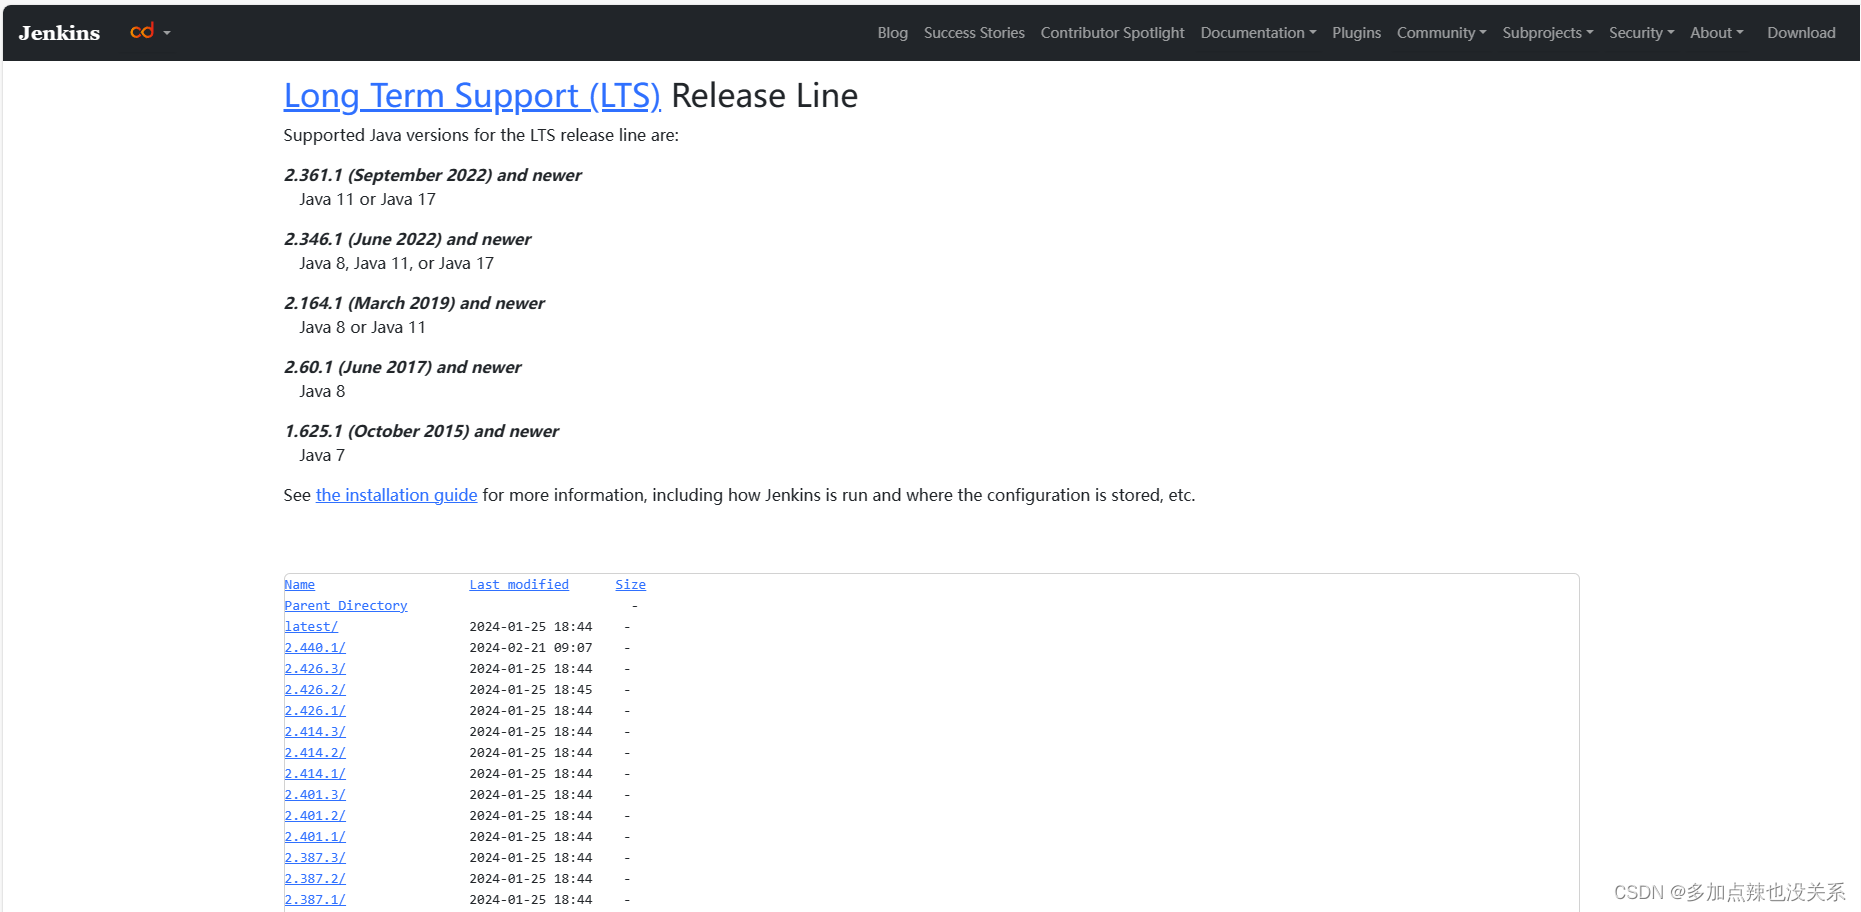 Jenkins cd Blog Success Stories Contributor Spotlight Documentation Plugins Community Subprojects Security About Download
Long Term Support (LTS) Release Line
Supported Java versions for the LTS release line are:
2.361.1 (September 2022) and newer
Java 11 or Java 17
2.346.1 (June 2022) and newer
Java 8, Java 11, or Java 17
2.164.1 (March 2019) and newer
Java 8 or Java 11
2.60.1 (June 2017) and newer
Java 8
1.625.1 (October 2015) and newer
Java 7
See the installation guide for more information, including how Jenkins is run and where the configuration is stored, etc.
Name Last modified Size
Parent Directory -
latest/ 2024-01-25 18:44 -
2.440.1/ 2024-02-21 09:07 -
2.426.3/ 2024-01-25 18:44 -
2.426.2/ 2024-01-25 18:45 -
2.426.1/ 2024-01-25 18:44 -
2.414.3/ 2024-01-25 18:44 -
2.414.2/ 2024-01-25 18:44 -
2.414.1/ 2024-01-25 18:44 -
2.401.3/ 2024-01-25 18:44 -
2.401.2/ 2024-01-25 18:44 -
2.401.1/ 2024-01-25 18:44 -
2.387.3/ 2024-01-25 18:44 -
2.387.2/ 2024-01-25 18:44 -
2.387.1/ 2024-01-25 18:44 -
CSDN @多加点辣也没关系